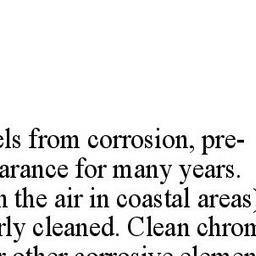 els from corrosion, pre-
arance for many years.
n the air in coastal areas)
rly cleaned. Clean chrom
r other corrosive elemen